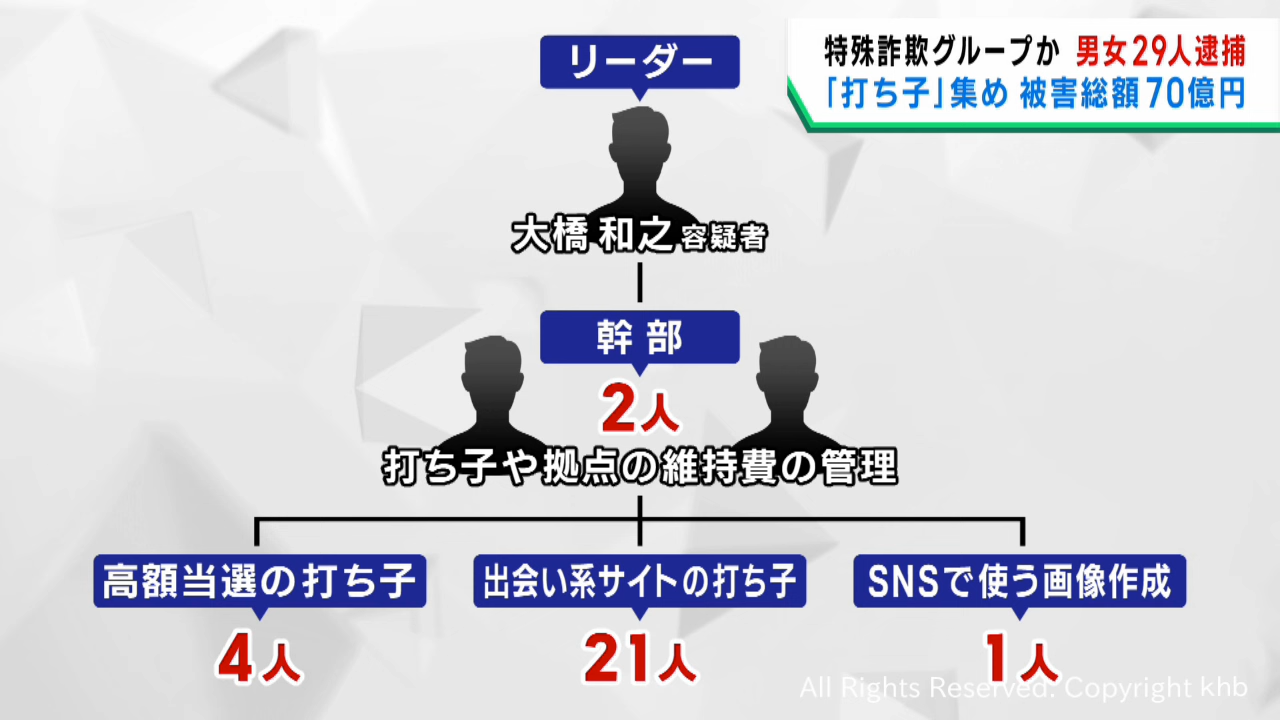 特殊詐欺グループか 男女29人逮捕
「打ち子」集め 被害総額70億円
リーダー
大橋 和之容疑者
幹部
2人
打ち子や拠点の維持費の管理
高額当選の打ち子
出会い系サイトの打ち子
SNSで使う画像作成
4人
21人
1人
All Rights Reserved. Copyright khb